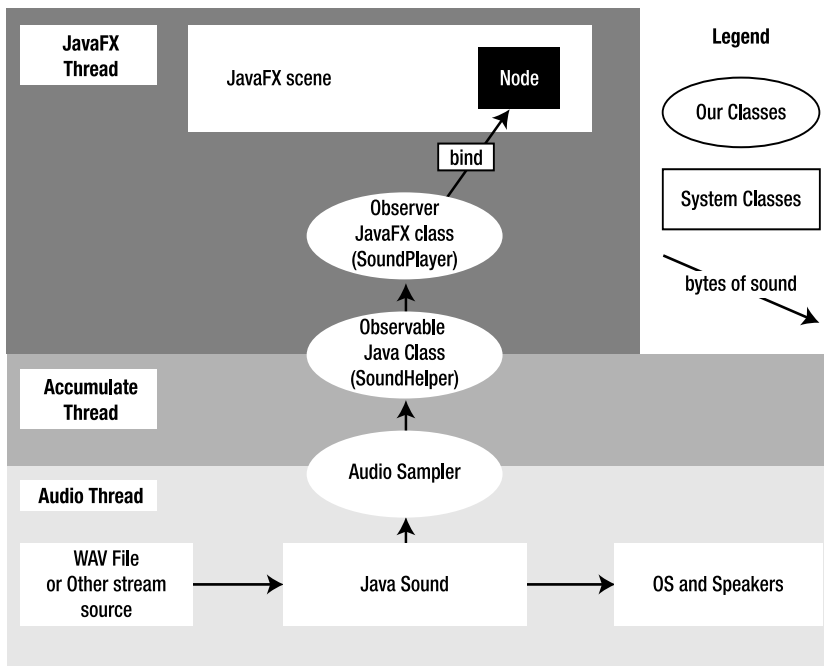 JavaFX
Thread
JavaFX scene
Node
bind
Observer
JavaFX class
(SoundPlayer)
Observable
Java Class
(SoundHelper)
Accumulate
Thread
Audio Sampler
Audio Thread
WAV File
or Other stream
source
Java Sound
OS and Speakers
Legend
Our Classes
System Classes
bytes of sound